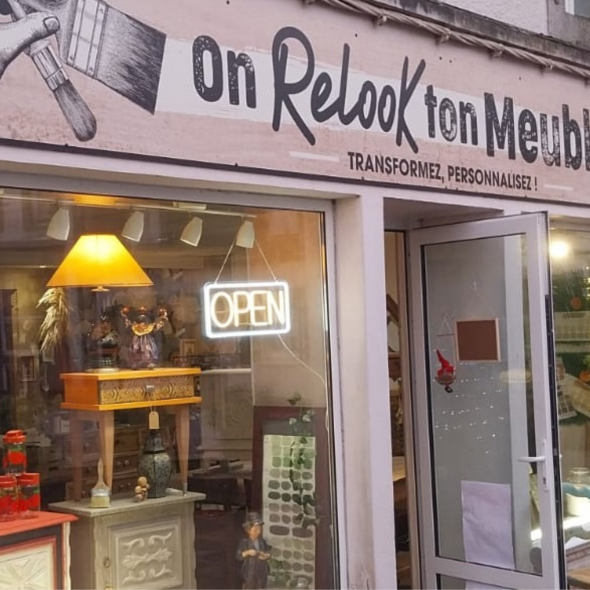 on Relook ton Meubl
TRANSFORMEZ, PERSONNALISEZ !
OPEN